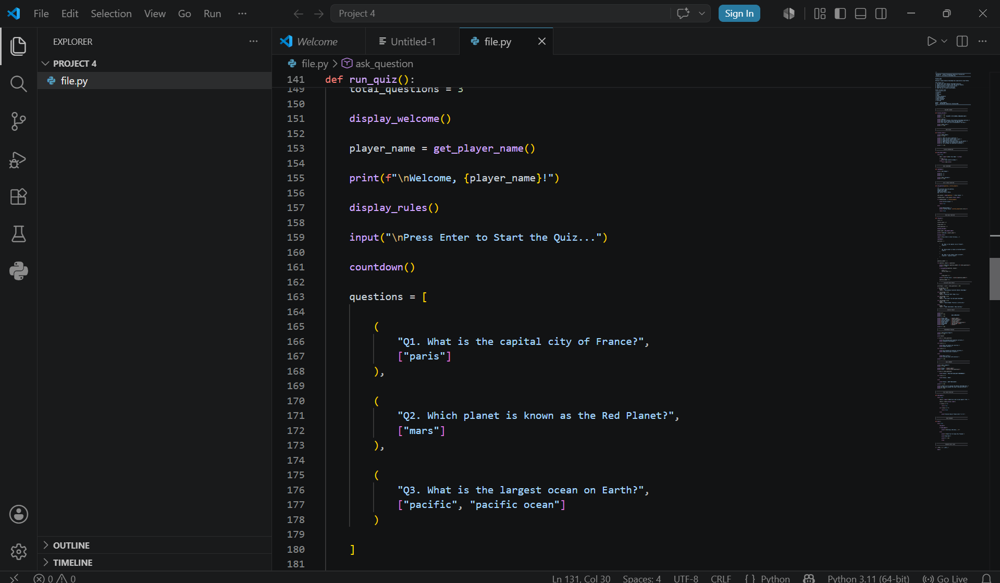 File Edit Selection View Go Run ··· Project 4 Sign In
EXPLORER ···
PROJECT 4
file.py
OUTLINE
TIMELINE
Welcome Untitled-1 file.py
file.py > ask_question
141 def run_quiz():
149 total_questions = 3
150
151 display_welcome()
152
153 player_name = get_player_name()
154
155 print(f"\nWelcome, {player_name}!")
156
157 display_rules()
158
159 input("\nPress Enter to Start the Quiz...")
160
161 countdown()
162
163 questions = [
164
165 (
166 "Q1. What is the capital city of France?",
167 ["paris"]
168 ),
169
170 (
171 "Q2. Which planet is known as the Red Planet?",
172 ["mars"]
173 ),
174
175 (
176 "Q3. What is the largest ocean on Earth?",
177 ["pacific", "pacific ocean"]
178 )
179
180 ]
181
0 0 Ln 131, Col 30 Spaces: 4 UTF-8 CRLF { } Python Python 3.11 (64-bit) Go Live